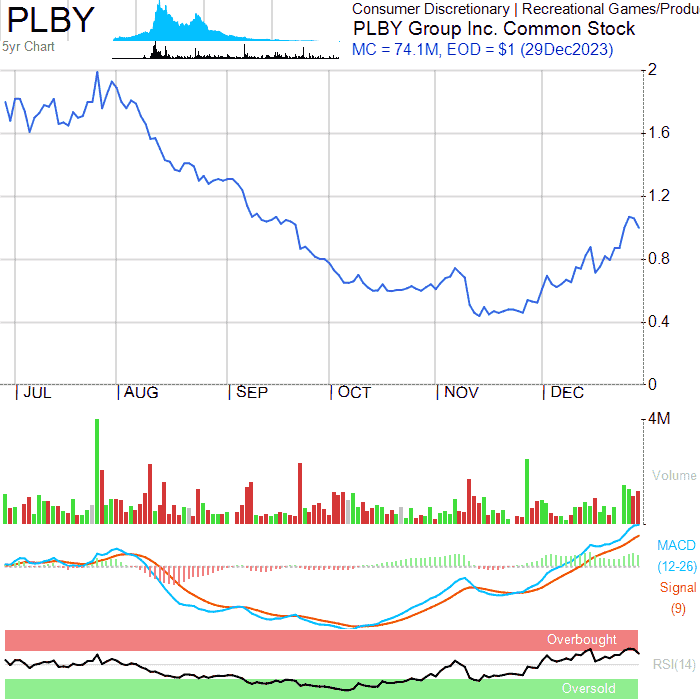 PLBY
5yr Chart
Consumer Discretionary | Recreational Games/Produ
PLBY Group Inc. Common Stock
MC = 74.1M, EOD = $1 (29Dec2023)
2
1.6
1.2
0.8
0.4
0
JUL AUG SEP OCT NOV DEC
4M
Volume
MACD
(12-26)
Signal
(9)
Overbought
RSI(14)
Oversold